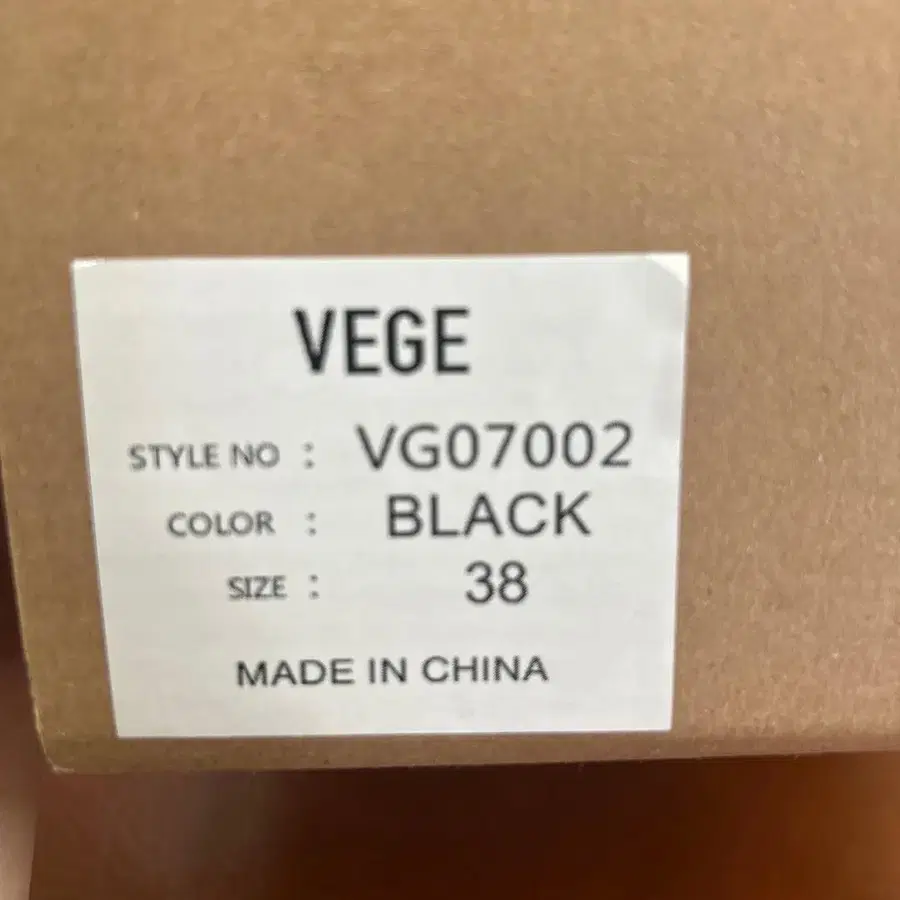 VEGE
STYLE NO : VG07002
COLOR : BLACK
SIZE : 38
MADE IN CHINA